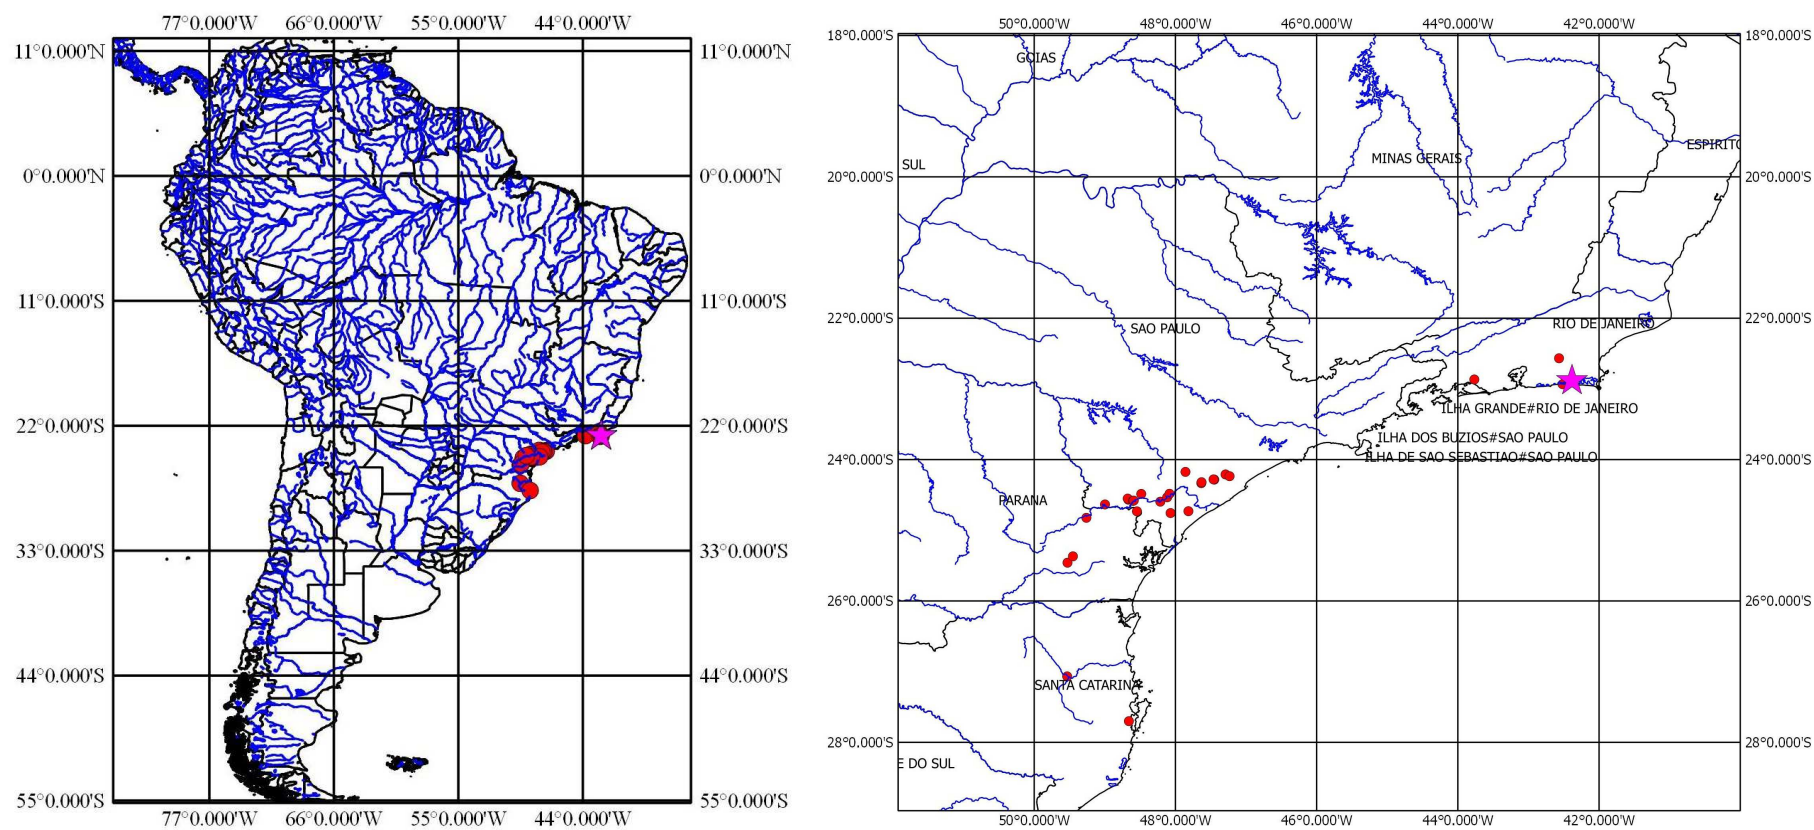 77°0.000'W 66°0.000'W 55°0.000'W 44°0.000'W
11°0.000'N 11°0.000'N
0°0.000'N 0°0.000'N
11°0.000'S 11°0.000'S
22°0.000'S 22°0.000'S
33°0.000'S 33°0.000'S
44°0.000'S 44°0.000'S
55°0.000'S 55°0.000'S
77°0.000'W 66°0.000'W 55°0.000'W 44°0.000'W
50°0.000'W 48°0.000'W 46°0.000'W 44°0.000'W 42°0.000'W
18°0.000'S 18°0.000'S
GOIAS
ESPIRITO
MINAS GERAIS
SUL
20°0.000'S 20°0.000'S
22°0.000'S 22°0.000'S
RIO DE JANEIRO
SAO PAULO
ILHA GRANDE#RIO DE JANEIRO
ILHA DOS BUZIOS#SAO PAULO
ILHA DE SAO SEBASTIAO#SAO PAULO
24°0.000'S 24°0.000'S
PARANA
26°0.000'S 26°0.000'S
SANTA CATARINA
28°0.000'S 28°0.000'S
E DO SUL
50°0.000'W 48°0.000'W 46°0.000'W 44°0.000'W 42°0.000'W